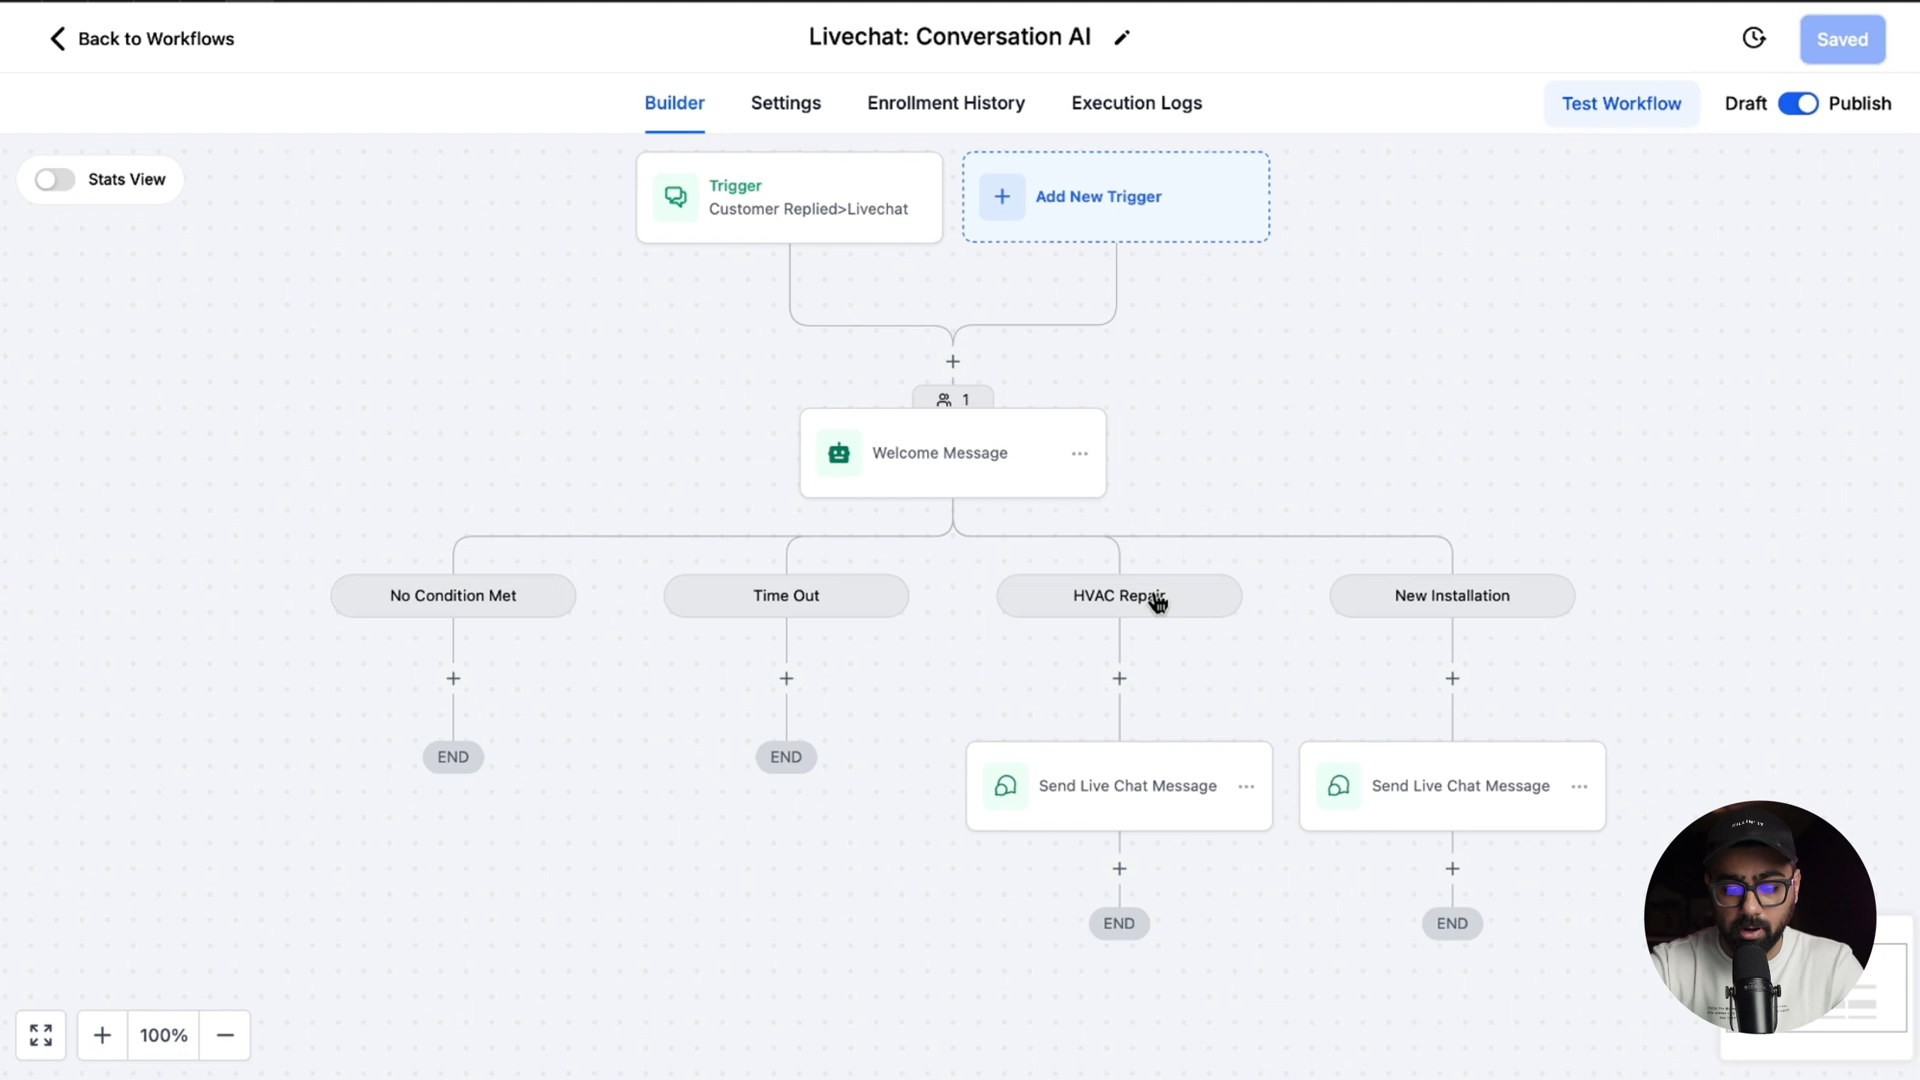 Back to Workflows
Livechat: Conversation AI
Saved
Builder
Settings
Enrollment History
Execution Logs
Test Workflow
Draft
Publish
Stats View
Trigger
Customer Replied>Livechat
Add New Trigger
1
Welcome Message
No Condition Met
Time Out
HVAC Repair
New Installation
END
END
Send Live Chat Message
Send Live Chat Message
END
END
100%